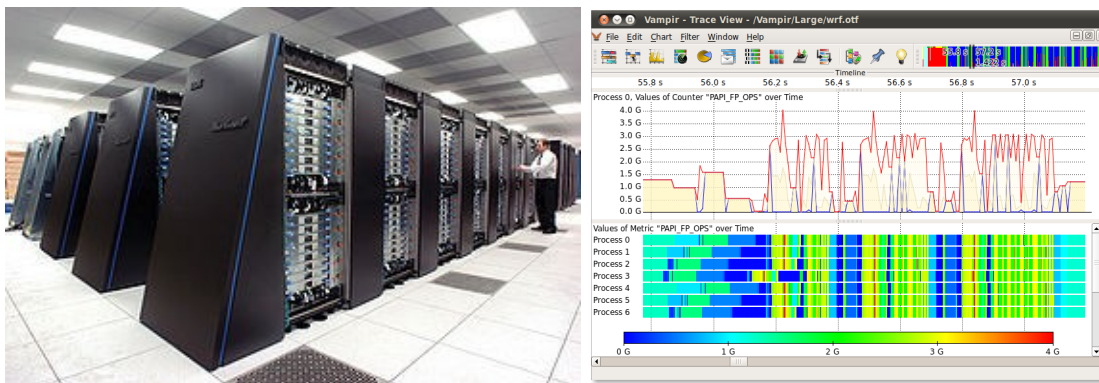 Vampir - Trace View - /Vampir/Large/wrf.otf
File Edit Chart Filter Window Help
Timeline
55.8 s 56.0 s 56.2 s 56.4 s 56.6 s 56.8 s 57.0 s
Process 0, Values of Counter "PAPI_FP_OPS" over Time
4.0 G
3.5 G
3.0 G
2.5 G
2.0 G
1.5 G
1.0 G
0.5 G
0.0 G
Values of Metric "PAPI_FP_OPS" over Time
Process 0
Process 1
Process 2
Process 3
Process 4
Process 5
Process 6
0 G 1 G 2 G 3 G 4 G